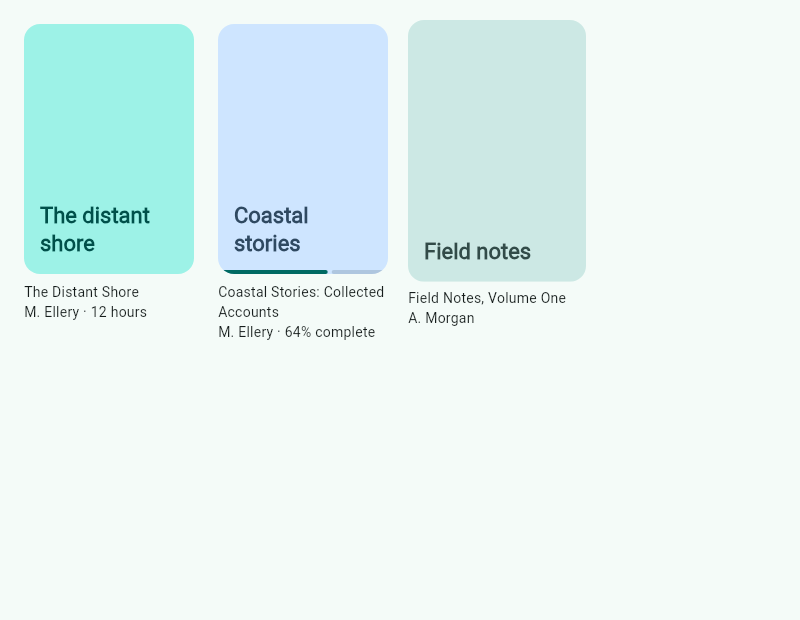 The distant
shore
The Distant Shore
M. Ellery · 12 hours
Coastal
stories
Coastal Stories: Collected
Accounts
M. Ellery · 64% complete
Field notes
Field Notes, Volume One
A. Morgan